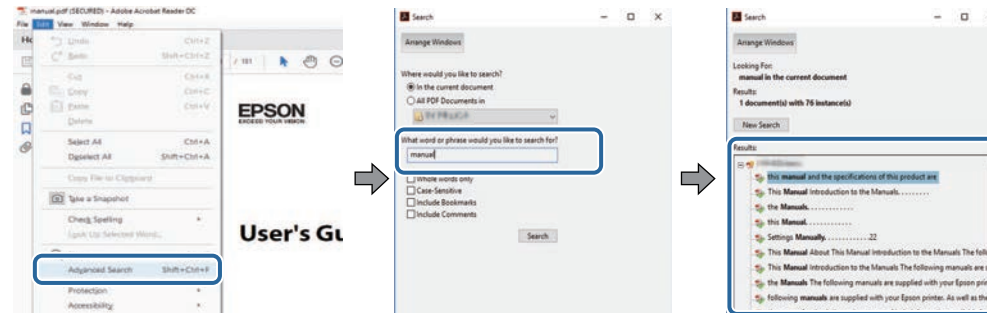 manual.pdf (SECURED) - Adobe Acrobat Reader DC
File Edit View Window Help
Undo Ctrl+Z
Redo Shift+Ctrl+Z
Cut Ctrl+X
Copy Ctrl+C
Paste Ctrl+V
Delete
Select All Ctrl+A
Deselect All Shift+Ctrl+A
Copy File to Clipboard
Take a Snapshot
Check Spelling
Look Up Selected Word...
Advanced Search Shift+Ctrl+F
Protection
Accessibility
/ 181
EPSON
EXCEED YOUR VISION
User's Gu
Search
Arrange Windows
Where would you like to search?
In the current document
All PDF Documents in
What word or phrase would you like to search for?
manual
Whole words only
Case-Sensitive
Include Bookmarks
Include Comments
Search
Search
Arrange Windows
Looking For:
manual in the current document
Results:
1 document(s) with 76 instance(s)
New Search
Results:
this manual and the specifications of this product are
This Manual Introduction to the Manuals.........
the Manuals.............
this Manual.............
Settings Manually.............22
This Manual About This Manual Introduction to the Manuals The foll
This Manual Introduction to the Manuals The following manuals are
the Manuals The following manuals are supplied with your Epson prin
following manuals are supplied with your Epson printer. As well as the